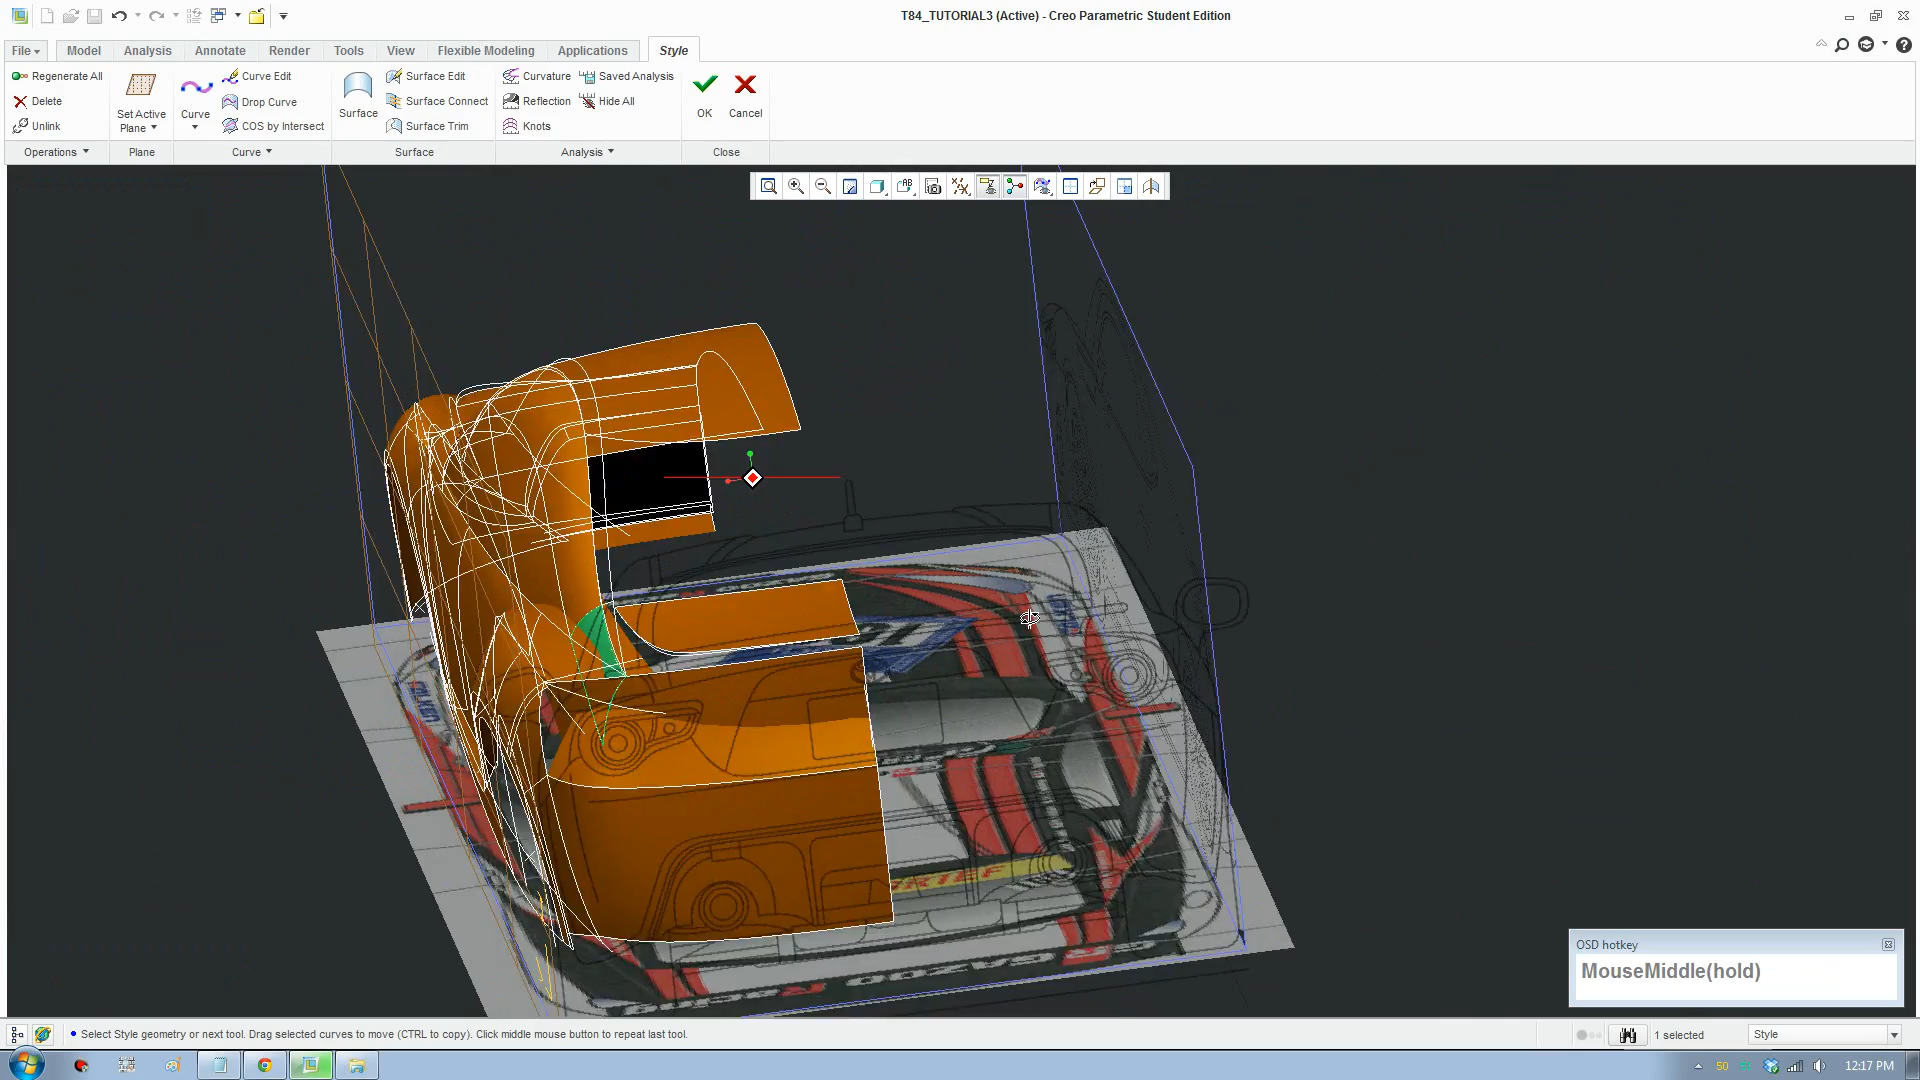 T84_TUTORIAL3 (Active) - Creo Parametric Student Edition
File Model Analysis Annotate Render Tools View Flexible Modeling Applications Style
Regenerate All
Delete
Unlink
Set Active Plane
Curve
Curve Edit
Drop Curve
COS by Intersect
Surface
Surface Edit
Surface Connect
Surface Trim
Curvature
Reflection
Knots
Saved Analysis
Hide All
OK
Cancel
Operations Plane Curve Surface Analysis Close
OSD hotkey
MouseMiddle(hold)
Select Style geometry or next tool. Drag selected curves to move (CTRL to copy). Click middle mouse button to repeat last tool.
1 selected
Style
50
12:17 PM